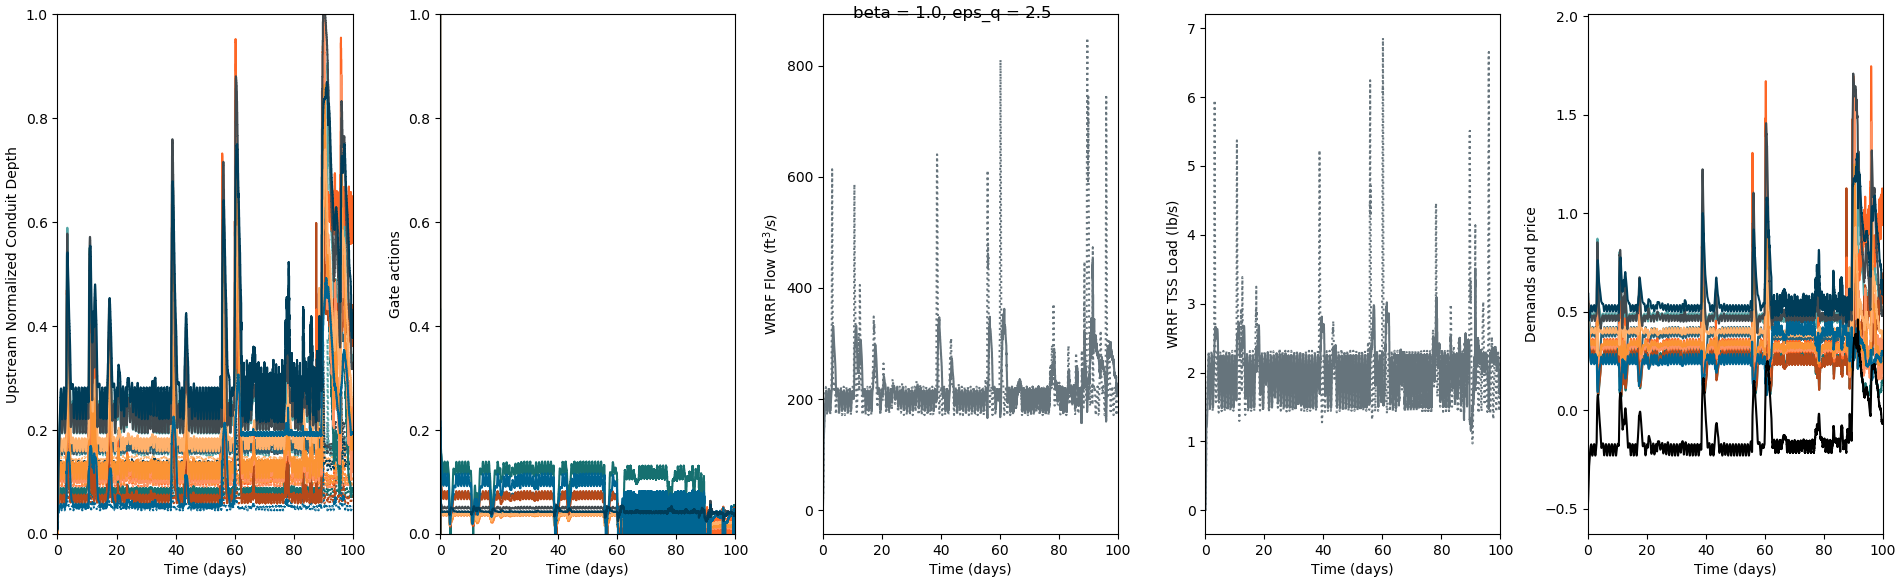 beta = 1.0, eps_q = 2.5
Upstream Normalized Conduit Depth
1.0
0.8
0.6
0.4
0.2
0.0
0 20 40 60 80 100
Time (days)
Gate actions
1.0
0.8
0.6
0.4
0.2
0.0
0 20 40 60 80 100
Time (days)
WRRF Flow (ft³/s)
800
600
400
200
0
0 20 40 60 80 100
Time (days)
WRRF TSS Load (lb/s)
7
6
5
4
3
2
1
0
0 20 40 60 80 100
Time (days)
Demands and price
2.0
1.5
1.0
0.5
0.0
−0.5
0 20 40 60 80 100
Time (days)